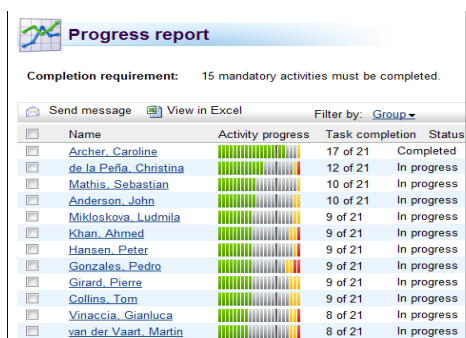 Progress report
Completion requirement: 15 mandatory activities must be completed.
Send message View in Excel Filter by: Group
Name Activity progress Task completion Status
Archer, Caroline 17 of 21 Completed
de la Peña, Christina 12 of 21 In progress
Mathis, Sebastian 10 of 21 In progress
Anderson, John 10 of 21 In progress
Mikloskova, Ludmila 9 of 21 In progress
Khan, Ahmed 9 of 21 In progress
Hansen, Peter 9 of 21 In progress
Gonzales, Pedro 9 of 21 In progress
Girard, Pierre 9 of 21 In progress
Collins, Tom 9 of 21 In progress
Vinaccia, Gianluca 8 of 21 In progress
van der Vaart, Martin 8 of 21 In progress